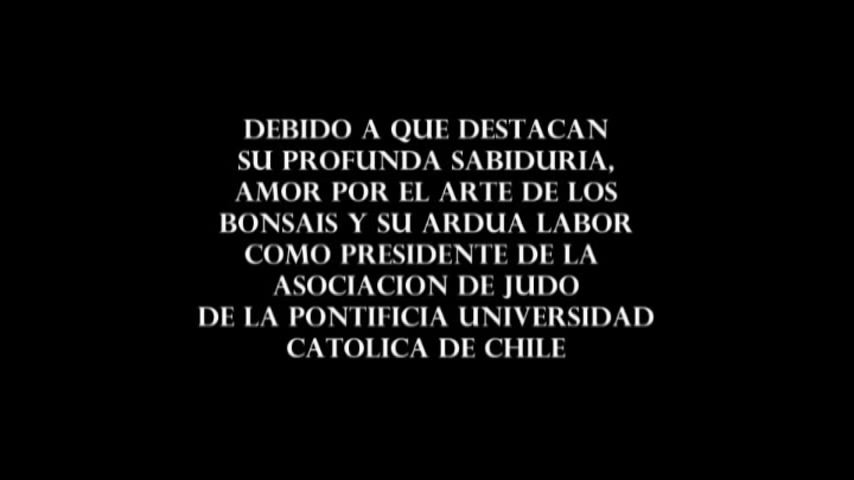 DEBIDO A QUE DESTACAN
SU PROFUNDA SABIDURIA,
AMOR POR EL ARTE DE LOS
BONSAIS Y SU ARDUA LABOR
COMO PRESIDENTE DE LA
ASOCIACION DE JUDO
DE LA PONTIFICIA UNIVERSIDAD
CATOLICA DE CHILE